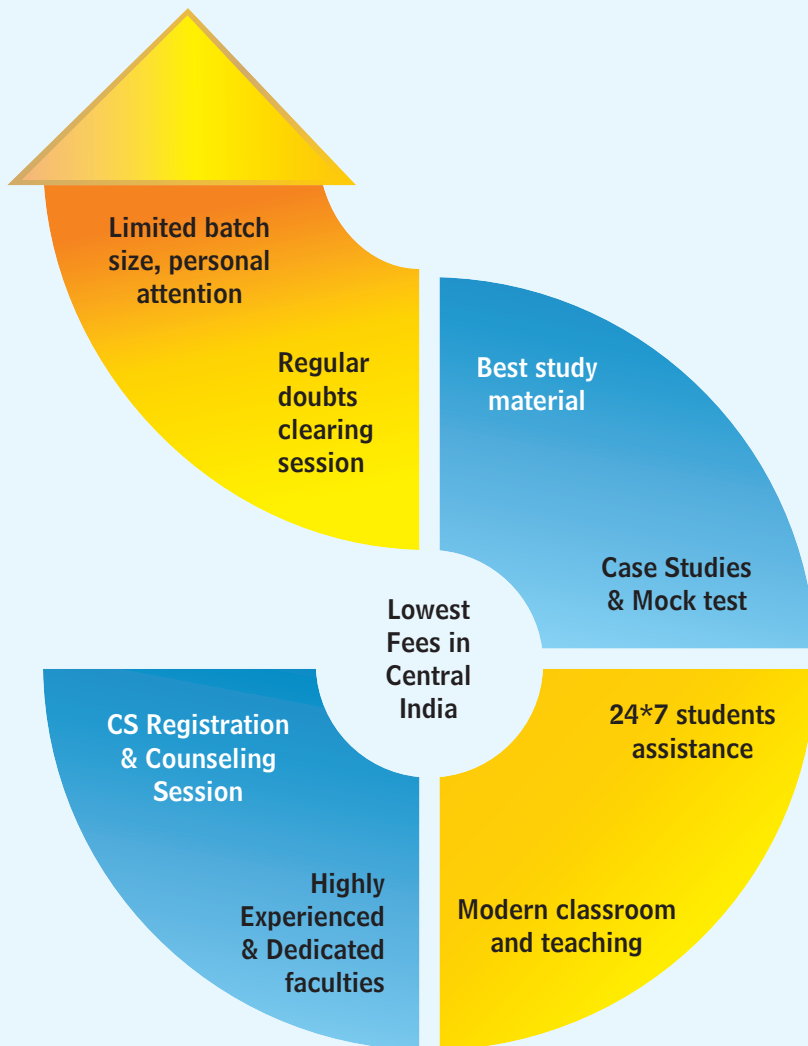 Limited batch
size, personal
attention
Regular
doubts
clearing
session
Best study
material
Case Studies
& Mock test
Lowest
Fees in
Central
India
CS Registration
& Counseling
Session
Highly
Experienced
& Dedicated
faculties
24*7 students
assistance
Modern classroom
and teaching